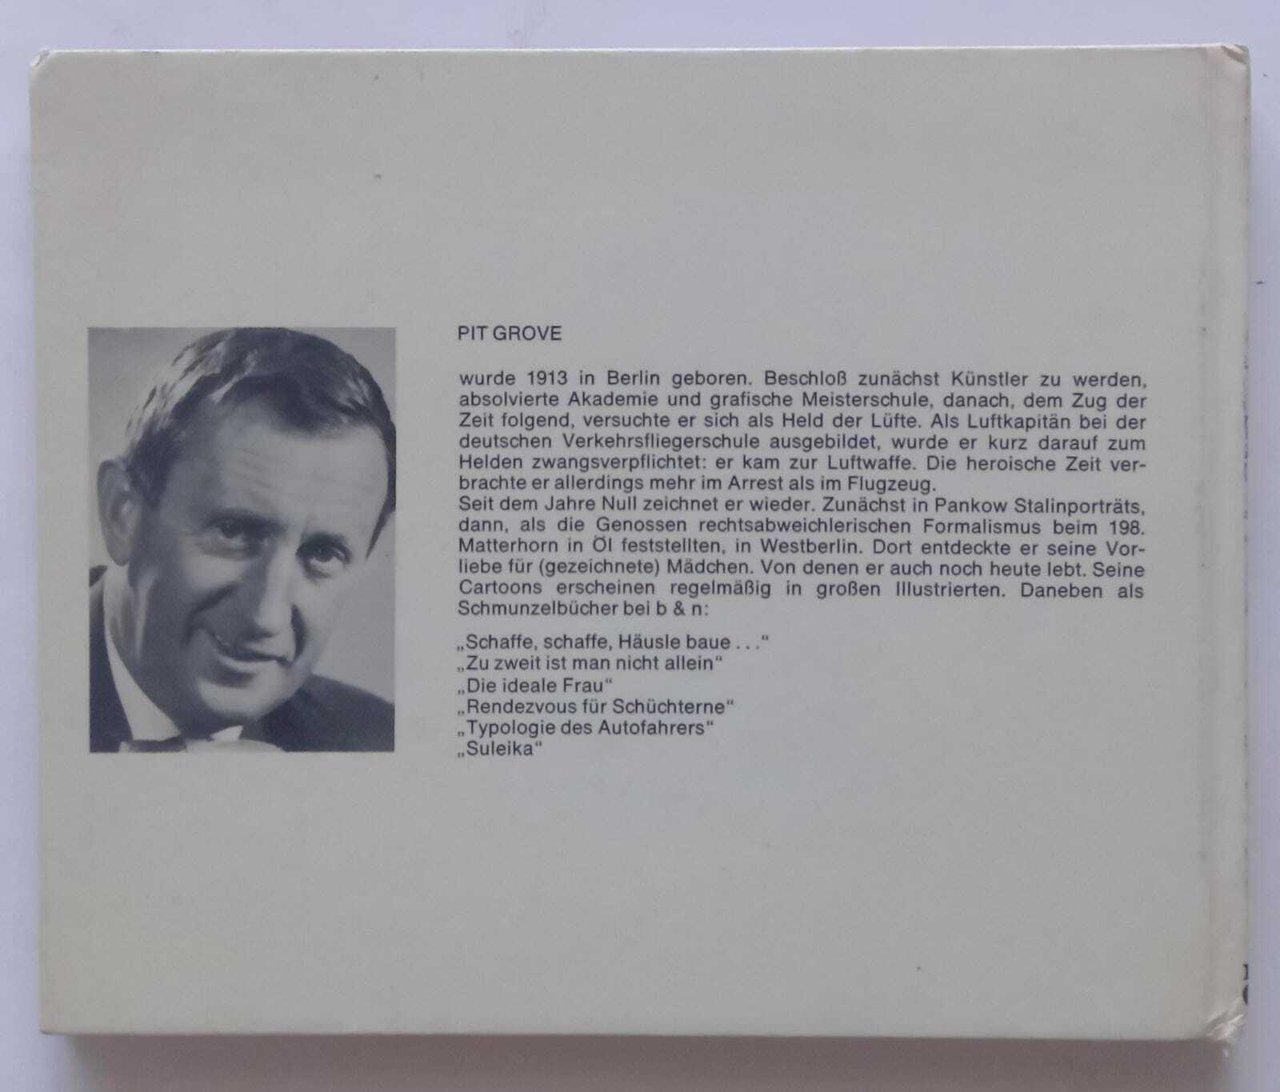 PIT GROVE
wurde 1913 in Berlin geboren. Beschloß zunächst Künstler zu werden,
absolvierte Akademie und grafische Meisterschule, danach, dem Zug der
Zeit folgend, versuchte er sich als Held der Lüfte. Als Luftkapitän bei der
deutschen Verkehrsfliegerschule ausgebildet, wurde er kurz darauf zum
Helden zwangsverpflichtet: er kam zur Luftwaffe. Die heroische Zeit ver-
brachte er allerdings mehr im Arrest als im Flugzeug.
Seit dem Jahre Null zeichnet er wieder. Zunächst in Pankow Stalinporträts,
dann, als die Genossen rechtsabweichlerischen Formalismus beim 198.
Matterhorn in Öl feststellten, in Westberlin. Dort entdeckte er seine Vor-
liebe für (gezeichnete) Mädchen. Von denen er auch noch heute lebt. Seine
Cartoons erscheinen regelmäßig in großen Illustrierten. Daneben als
Schmunzelbücher bei b & n:
„Schaffe, schaffe, Häusle baue . . .“
„Zu zweit ist man nicht allein“
„Die ideale Frau“
„Rendezvous für Schüchterne“
„Typologie des Autofahrers“
„Suleika“